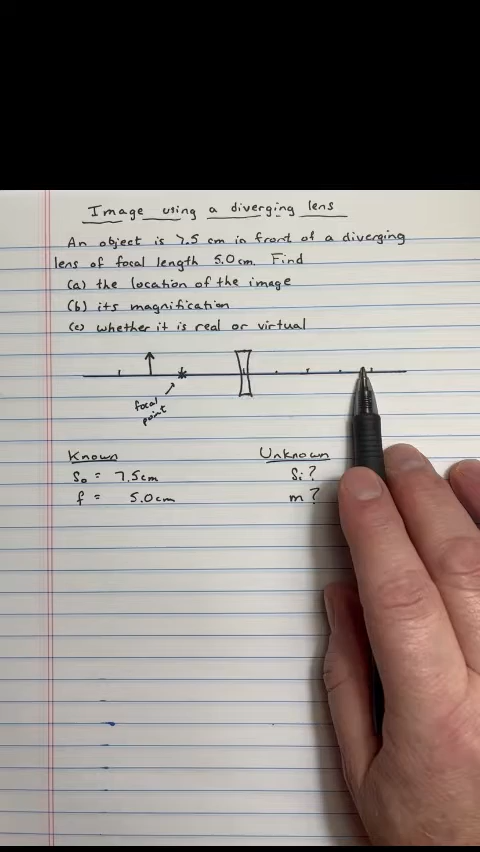 Image using a diverging lens
An object is 7.5 cm in front of a diverging
lens of focal length 5.0 cm. Find
(a) the location of the image
(b) its magnification
(c) whether it is real or virtual
focal
point
Known
So = 7.5cm
f = 5.0cm
Unknown
Si?
m?